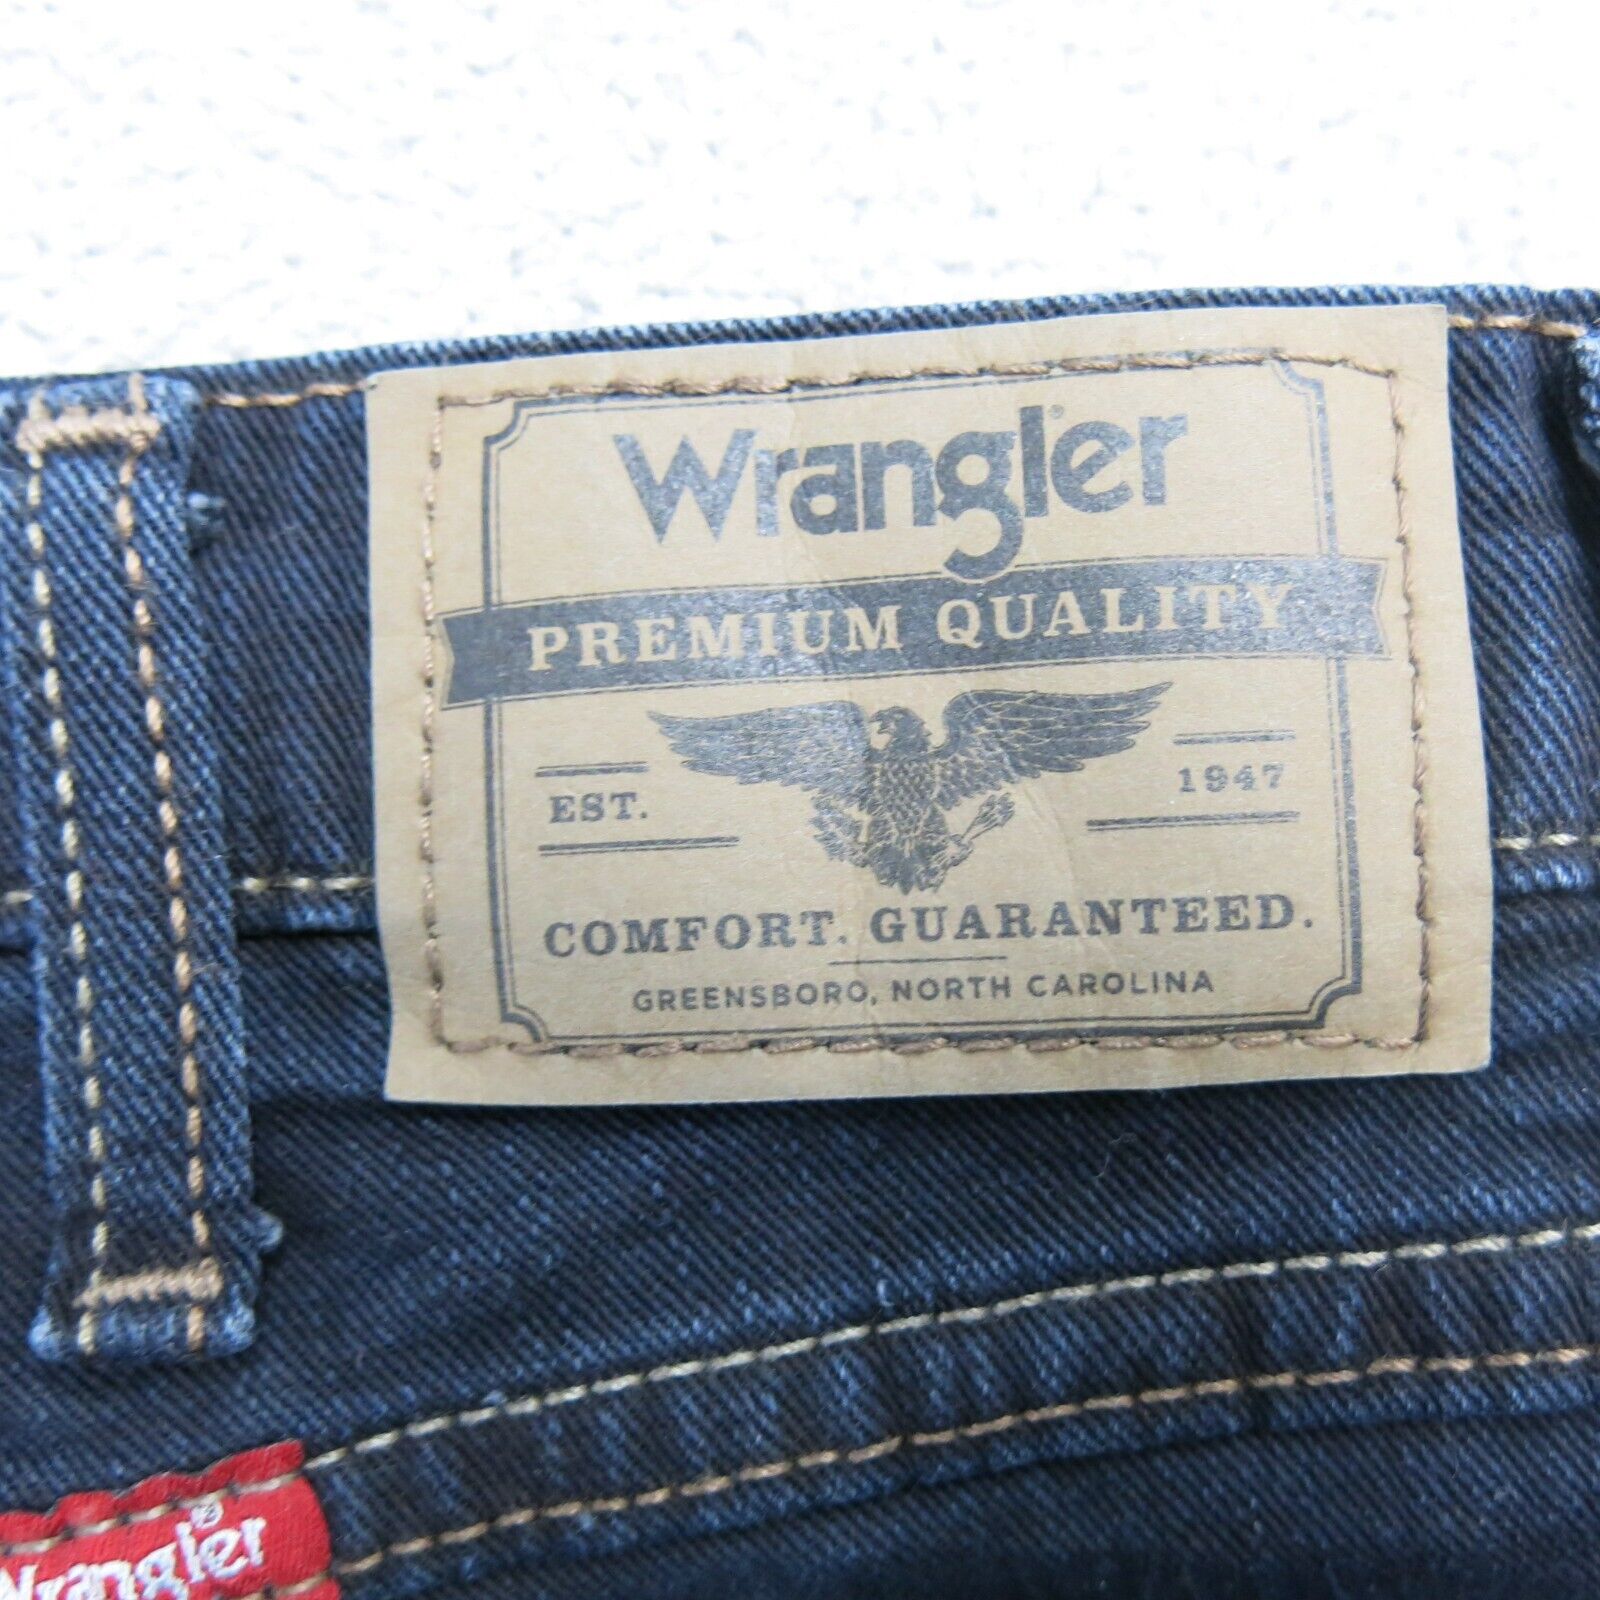 Wrangler®
PREMIUM QUALITY
EST. 1947
COMFORT. GUARANTEED.
GREENSBORO, NORTH CAROLINA
Wrangler®